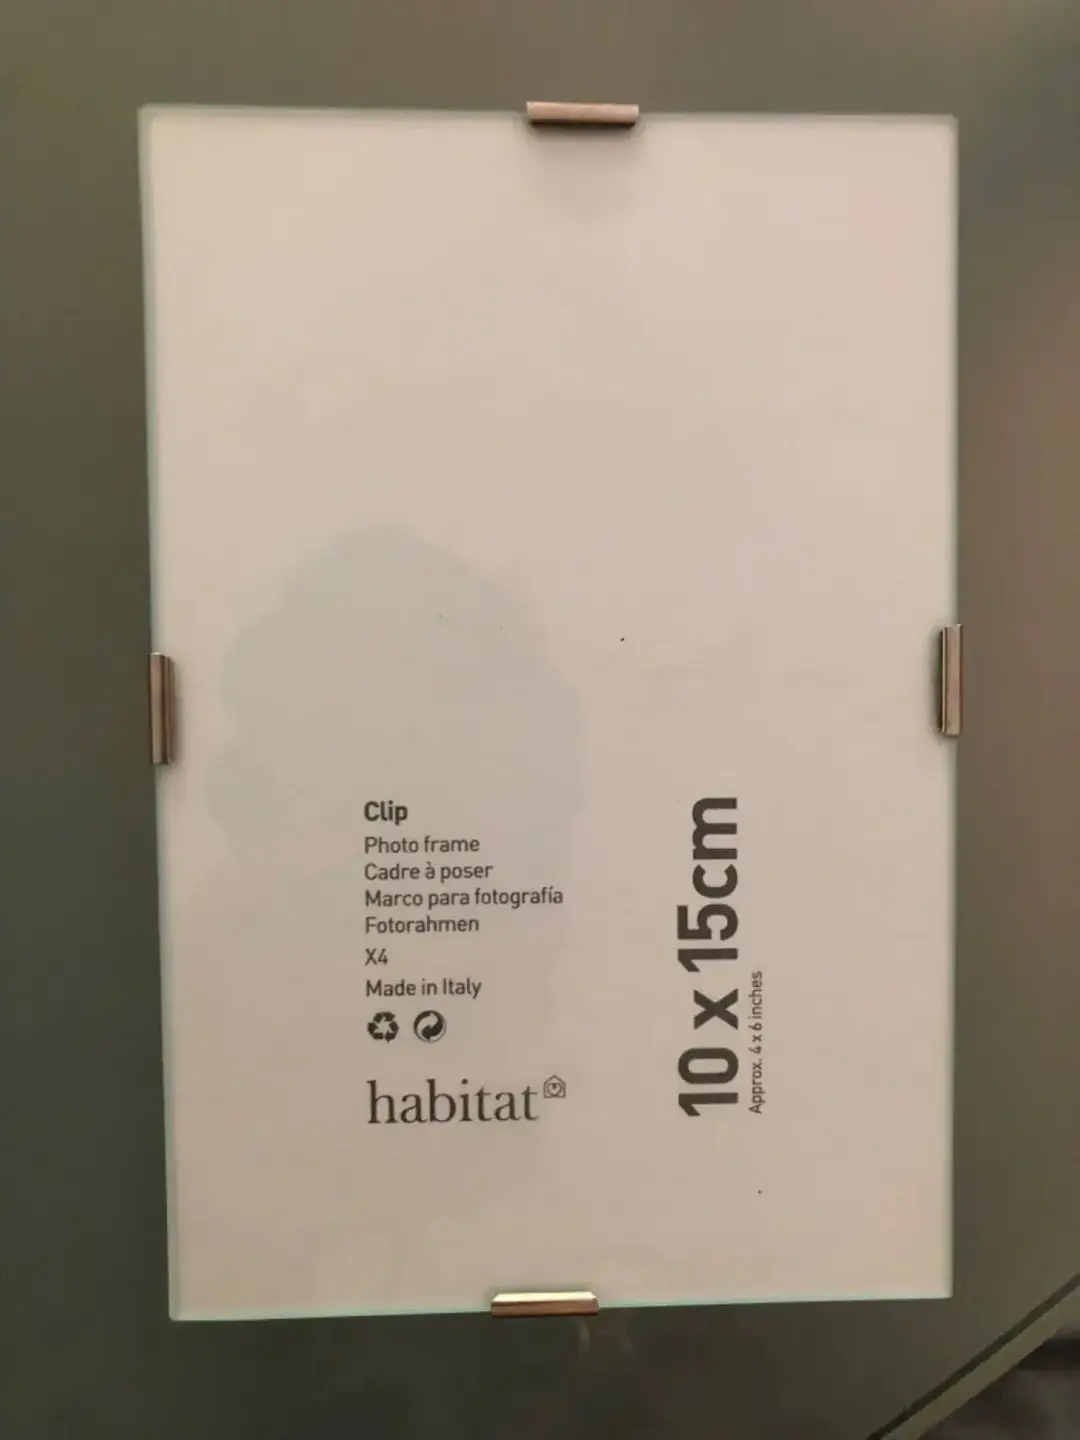 Clip
Photo frame
Cadre à poser
Marco para fotografía
Fotorahmen
X4
Made in Italy
habitat
10 x 15cm
Approx. 4 x 6 inches